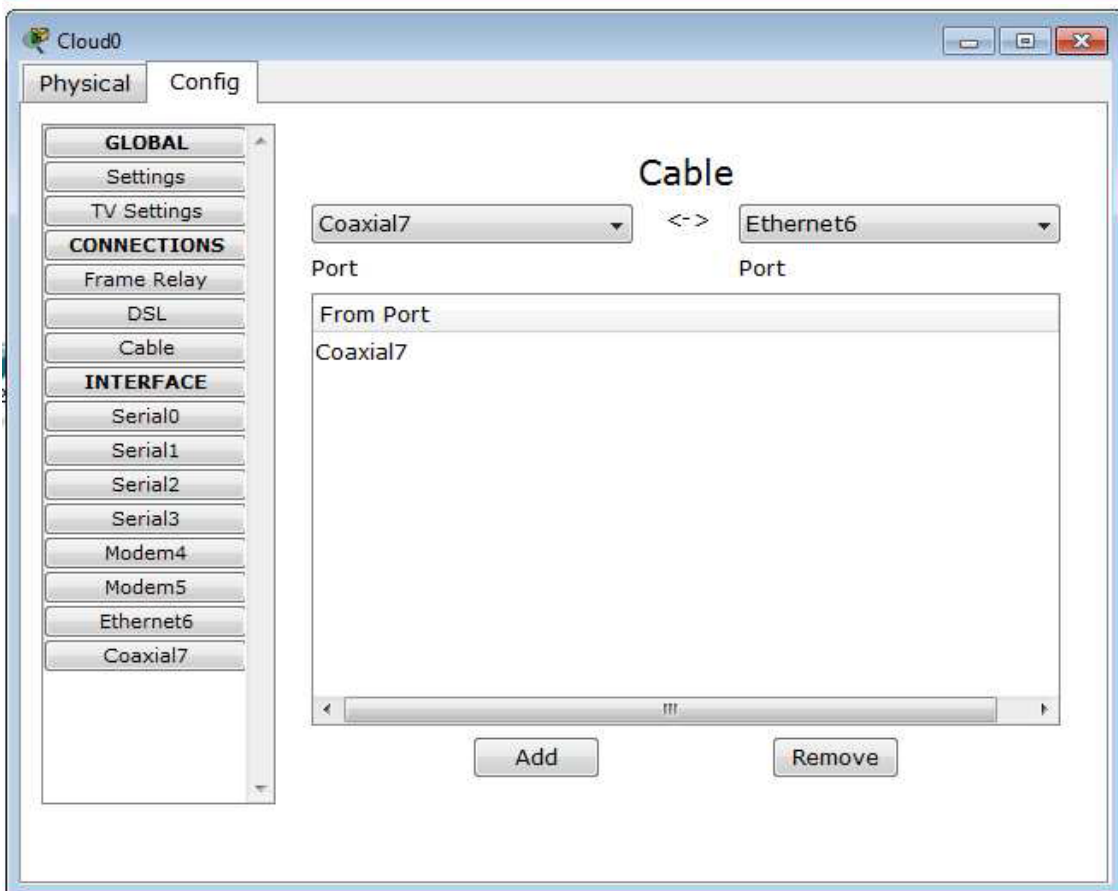 Cloud0
Physical Config
GLOBAL
Settings
TV Settings
CONNECTIONS
Frame Relay
DSL
Cable
INTERFACE
Serial0
Serial1
Serial2
Serial3
Modem4
Modem5
Ethernet6
Coaxial7
Cable
Coaxial7 <-> Ethernet6
Port Port
From Port
Coaxial7
Add Remove